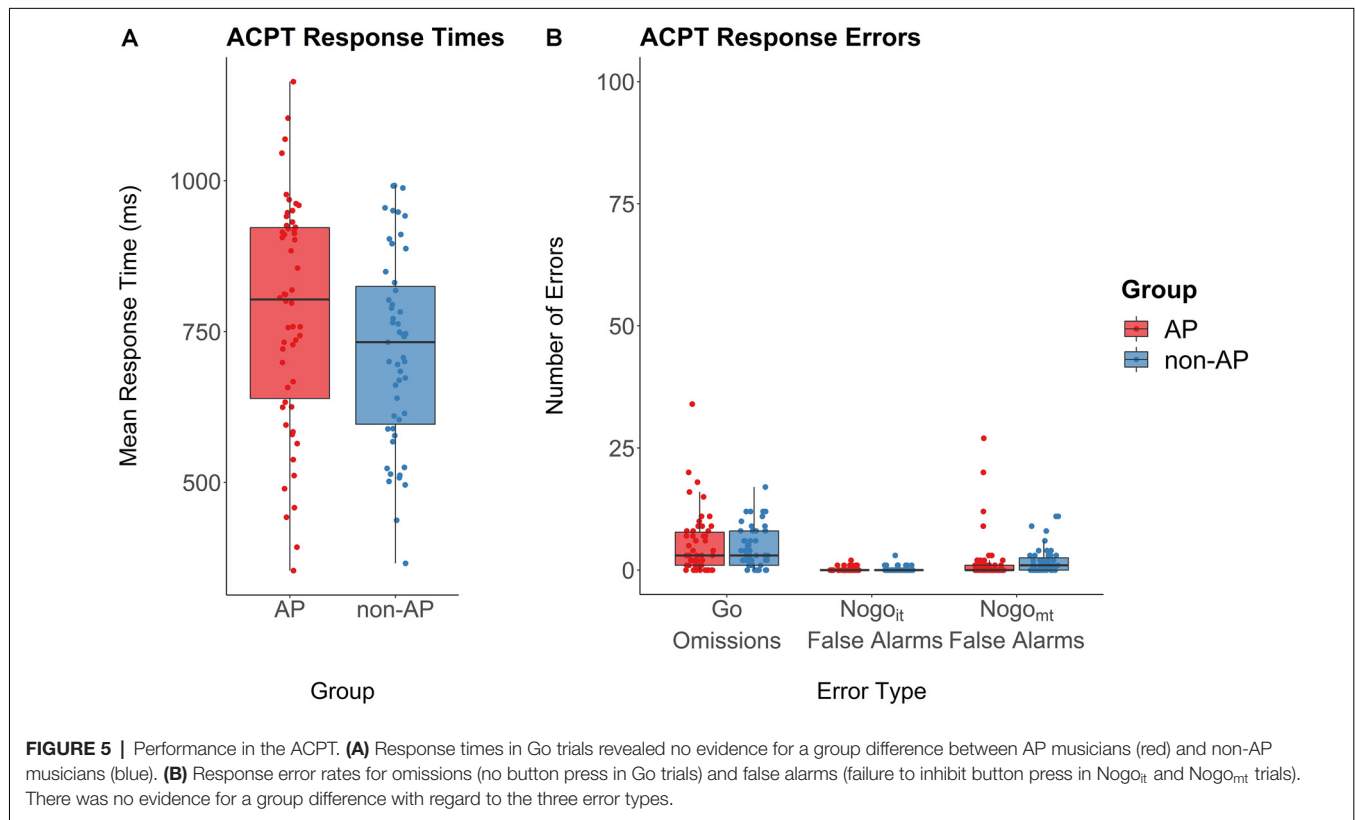 A
ACPT Response Times
Mean Response Time (ms)
1000
750
500
AP
non-AP
Group
B
ACPT Response Errors
Number of Errors
100
75
50
25
0
Go
Omissions
Nogoit
False Alarms
Nogomt
False Alarms
Error Type
Group
AP
non-AP
FIGURE 5 | Performance in the ACPT. (A) Response times in Go trials revealed no evidence for a group difference between AP musicians (red) and non-AP
musicians (blue). (B) Response error rates for omissions (no button press in Go trials) and false alarms (failure to inhibit button press in Nogoit and Nogomt trials).
There was no evidence for a group difference with regard to the three error types.